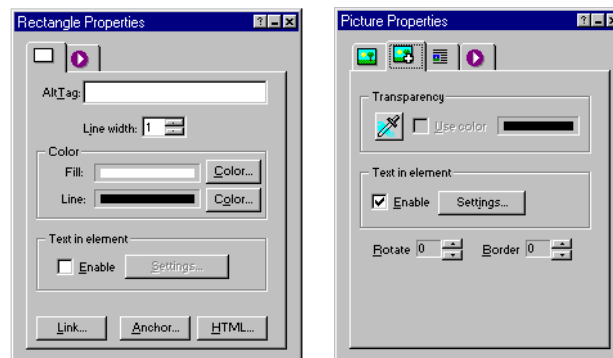 Rectangle Properties
AltTag:
Line width: 1
Color
Fill: Color...
Line: Color...
Text in element
Enable Settings...
Link... Anchor... HTML...
Picture Properties
Transparency
Use color
Text in element
Enable Settings...
Rotate 0 Border 0